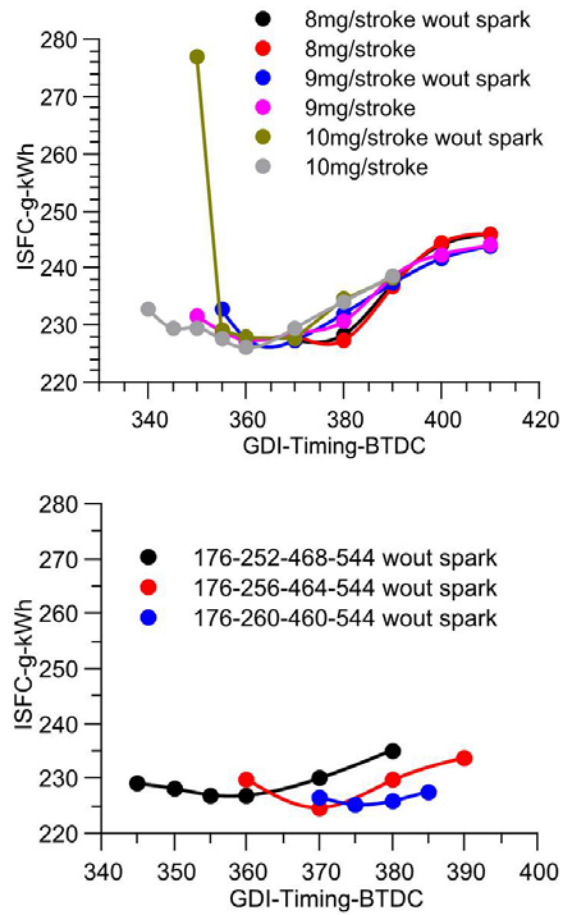 280
270
260
250
240
230
220
ISFC-g-kWh
8mg/stroke wout spark
8mg/stroke
9mg/stroke wout spark
9mg/stroke
10mg/stroke wout spark
10mg/stroke
340 360 380 400 420
GDI-Timing-BTDC
280
270
260
250
240
230
220
ISFC-g-kWh
176-252-468-544 wout spark
176-256-464-544 wout spark
176-260-460-544 wout spark
340 350 360 370 380 390 400
GDI-Timing-BTDC